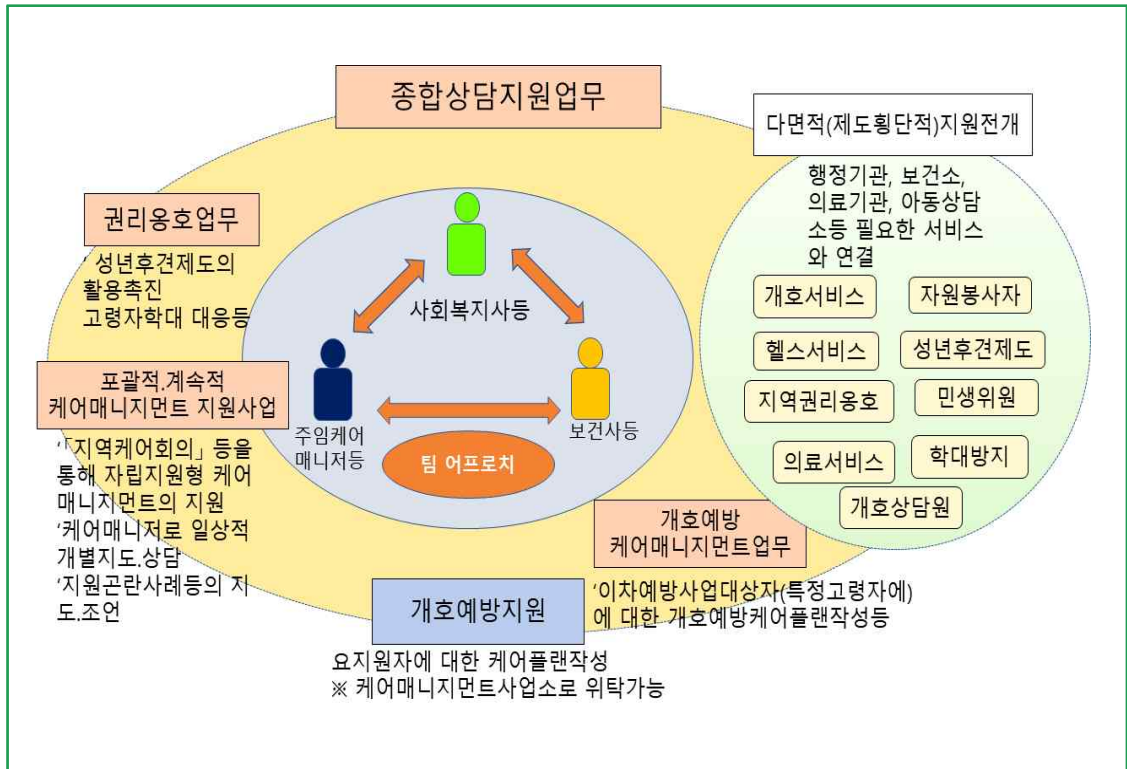 종합상담지원업무
다면적(제도횡단적)지원전개
행정기관, 보건소,
의료기관, 아동상담
소등 필요한 서비스
와 연결
개호서비스
자원봉사자
헬스서비스
성년후견제도
지역권리옹호
민생위원
의료서비스
학대방지
개호상담원
권리옹호업무
' 성년후견제도의
활용촉진
고령자학대 대응등
포괄적.계속적
케어매니지먼트 지원사업
'「지역케어회의」 등을
통해 자립지원형 케어
매니지먼트의 지원
'케어매니저로 일상적
개별지도.상담
'지원곤란사례등의 지
도.조언
사회복지사등
주임케어
매니저등
보건사등
팀 어프로치
개호예방
케어매니지먼트업무
'이차예방사업대상자(특정고령자에)
에 대한 개호예방케어플랜작성등
개호예방지원
요지원자에 대한 케어플랜작성
※ 케어매니지먼트사업소로 위탁가능